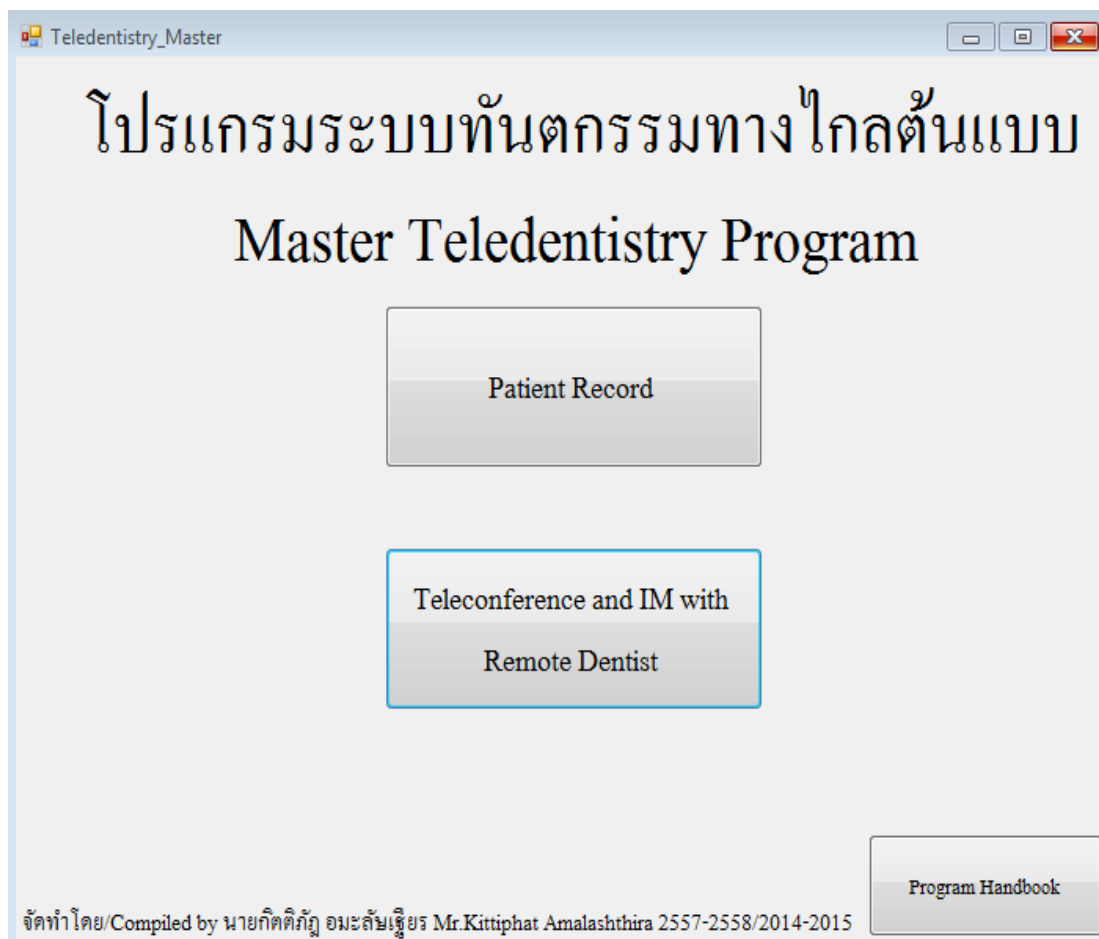 Teledentistry_Master
โปรแกรมระบบทันตกรรมทางไกลต้นแบบ
Master Teledentistry Program
Patient Record
Teleconference and IM with
Remote Dentist
Program Handbook
จัดทำโดย/Compiled by นายกิตติภัฎ อมะลัษเฐียร Mr.Kittiphat Amalashthira 2557-2558/2014-2015